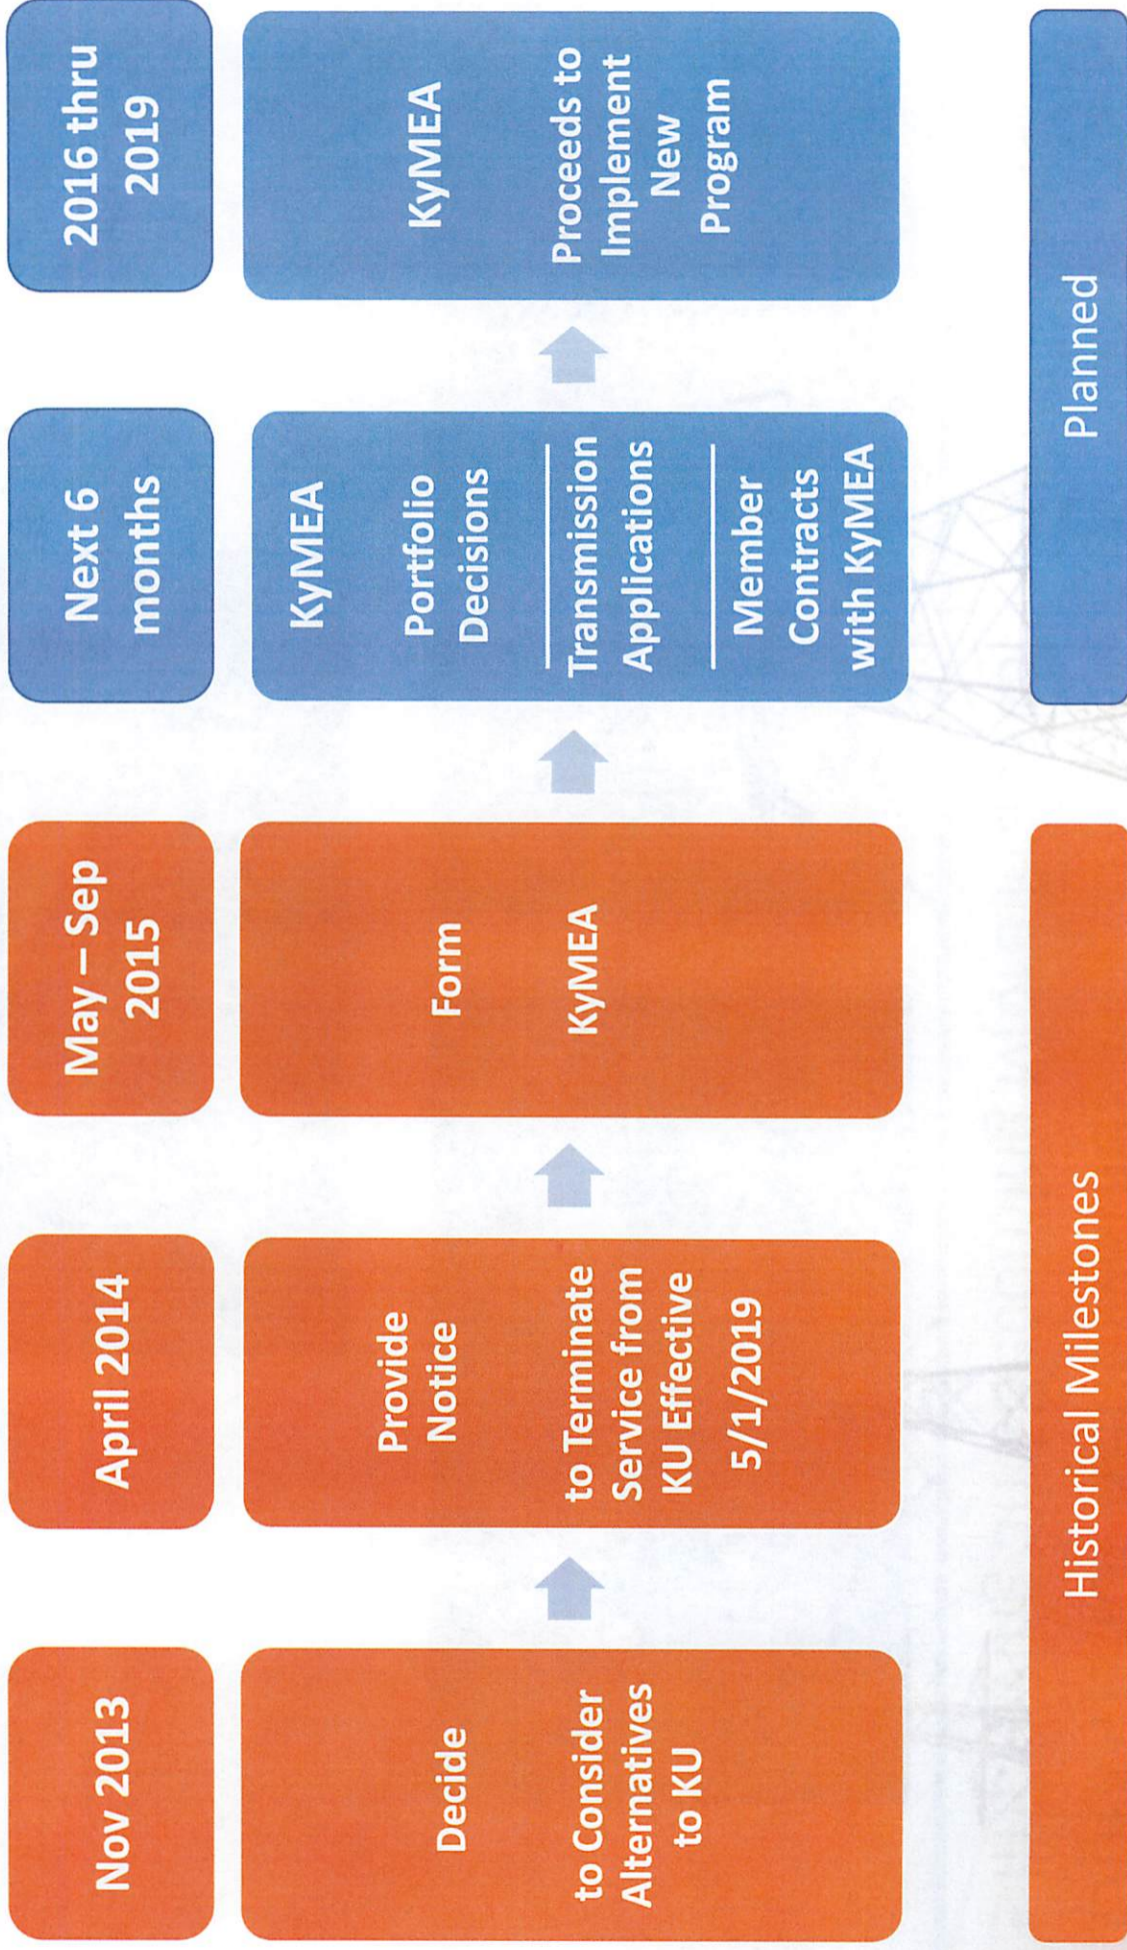 Nov 2013
Decide
to Consider
Alternatives
to KU
April 2014
Provide
Notice
to Terminate
Service from
KU Effective
5/1/2019
May – Sep
2015
Form
KyMEA
Next 6
months
KyMEA
Portfolio
Decisions
Transmission
Applications
Member
Contracts
with KyMEA
2016 thru
2019
KyMEA
Proceeds to
Implement
New
Program
Historical Milestones
Planned